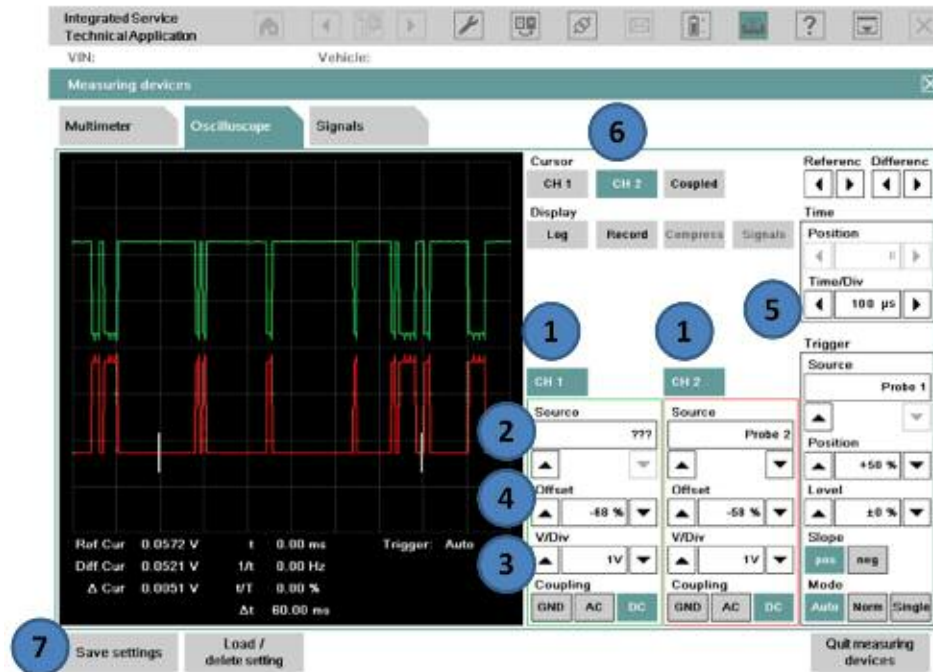 Integrated Service
Technical Application
?
VIN:
Vehicle:
Measuring devices
Multimeter
Oscilloscope
Signals
6
Cursor
CH 1
CH 2
Coupled
Referenc
Differenc
Display
Log
Record
Compress
Signals
Time
Position
0
Time/Div
5
100 µs
1
1
CH 1
CH 2
Trigger
Source
Probe 1
2
Source
???
Source
Probe 2
Position
+50 %
4
Offset
-68 %
Offset
-58 %
Level
±0 %
3
V/Div
1V
V/Div
1V
Slope
pos
neg
Coupling
GND
AC
DC
Coupling
GND
AC
DC
Mode
Auto
Norm
Single
Ref Cur 0.0572 V t 0.00 ms Trigger: Auto
Diff Cur 0.0521 V 1/t 0.00 Hz
Δ Cur 0.0051 V t/T 0.00 %
Δt 60.00 ms
7
Save settings
Load /
delete setting
Quit measuring
devices